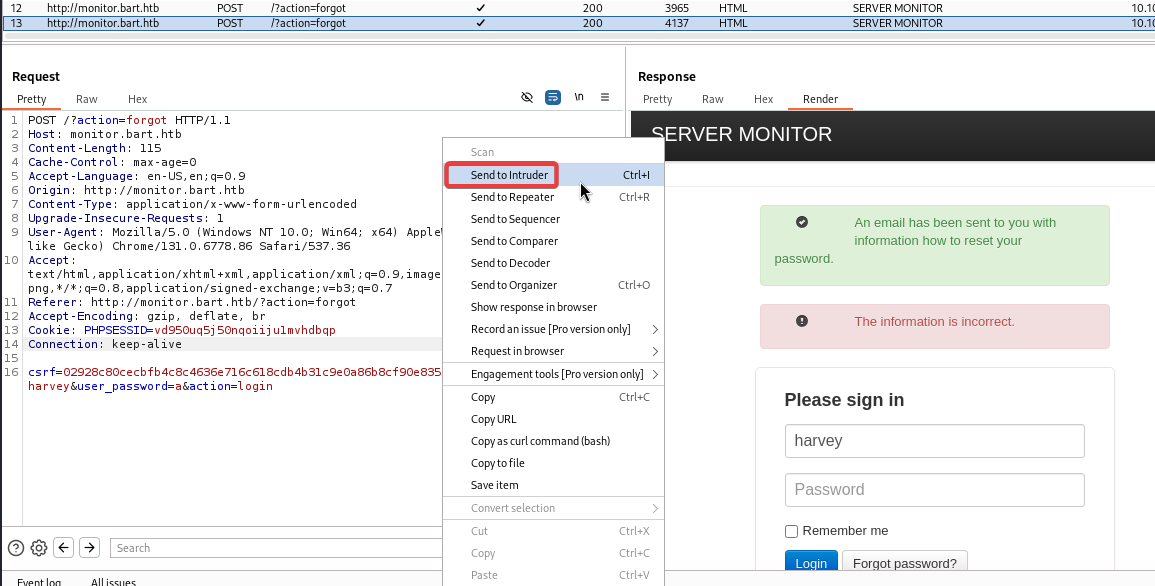 12 http://monitor.bart.htb POST /?action=forgot ✓ 200 3965 HTML SERVER MONITOR 10.10
13 http://monitor.bart.htb POST /?action=forgot ✓ 200 4137 HTML SERVER MONITOR 10.10
Request
Pretty Raw Hex
\n
1 POST /?action=forgot HTTP/1.1
2 Host: monitor.bart.htb
3 Content-Length: 115
4 Cache-Control: max-age=0
5 Accept-Language: en-US,en;q=0.9
6 Origin: http://monitor.bart.htb
7 Content-Type: application/x-www-form-urlencoded
8 Upgrade-Insecure-Requests: 1
9 User-Agent: Mozilla/5.0 (Windows NT 10.0; Win64; x64) Apple
like Gecko) Chrome/131.0.6778.86 Safari/537.36
10 Accept:
text/html,application/xhtml+xml,application/xml;q=0.9,image
png,*/*;q=0.8,application/signed-exchange;v=b3;q=0.7
11 Referer: http://monitor.bart.htb/?action=forgot
12 Accept-Encoding: gzip, deflate, br
13 Cookie: PHPSESSID=vd950uq5j50nqoiiju1mvhdbqp
14 Connection: keep-alive
15
16 csrf=02928c80cecbfb4c8c4636e716c618cdb4b31c9e0a86b8cf90e835
harvey&user_password=a&action=login
Search
Event log All issues
Scan
Send to Intruder Ctrl+I
Send to Repeater Ctrl+R
Send to Sequencer
Send to Comparer
Send to Decoder
Send to Organizer Ctrl+O
Show response in browser
Record an issue [Pro version only] >
Request in browser >
Engagement tools [Pro version only] >
Copy Ctrl+C
Copy URL
Copy as curl command (bash)
Copy to file
Save item
Convert selection >
Cut Ctrl+X
Copy Ctrl+C
Paste Ctrl+V
Response
Pretty Raw Hex Render
SERVER MONITOR
An email has been sent to you with
information how to reset your
password.
The information is incorrect.
Please sign in
harvey
Password
Remember me
Login Forgot password?